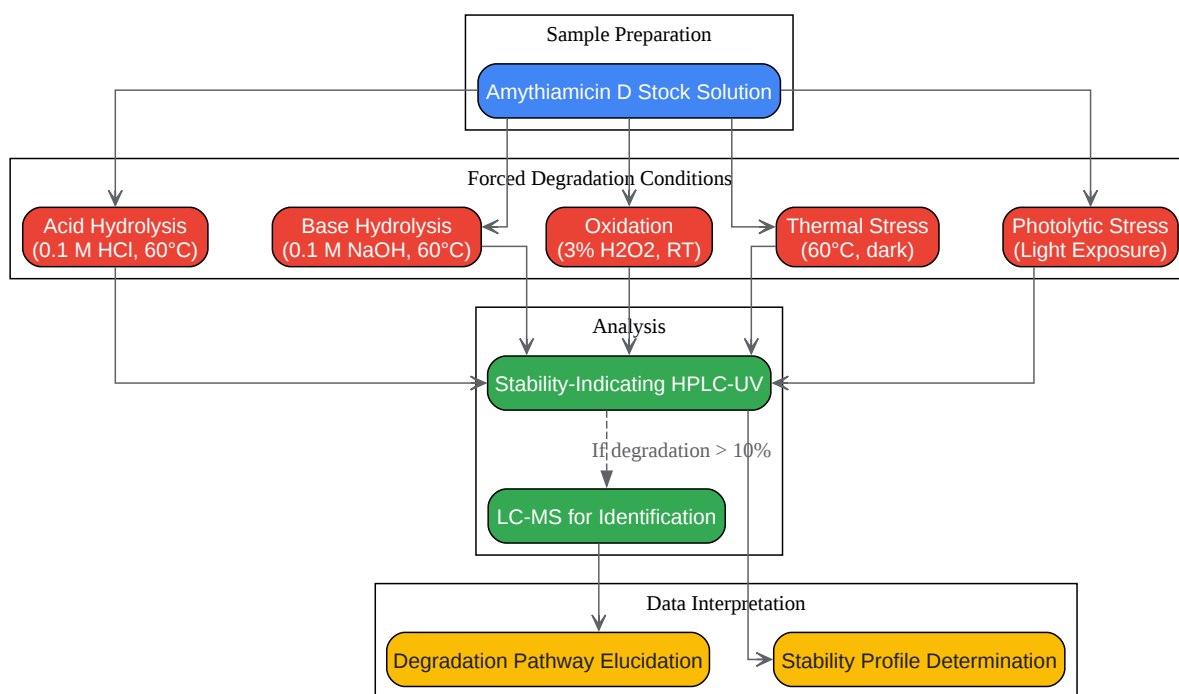 Sample Preparation
Amythiamicin D Stock Solution
Forced Degradation Conditions
Acid Hydrolysis
(0.1 M HCl, 60°C)
Base Hydrolysis
(0.1 M NaOH, 60°C)
Oxidation
(3% H2O2, RT)
Thermal Stress
(60°C, dark)
Photolytic Stress
(Light Exposure)
Analysis
Stability-Indicating HPLC-UV
If degradation > 10%
LC-MS for Identification
Data Interpretation
Degradation Pathway Elucidation
Stability Profile Determination